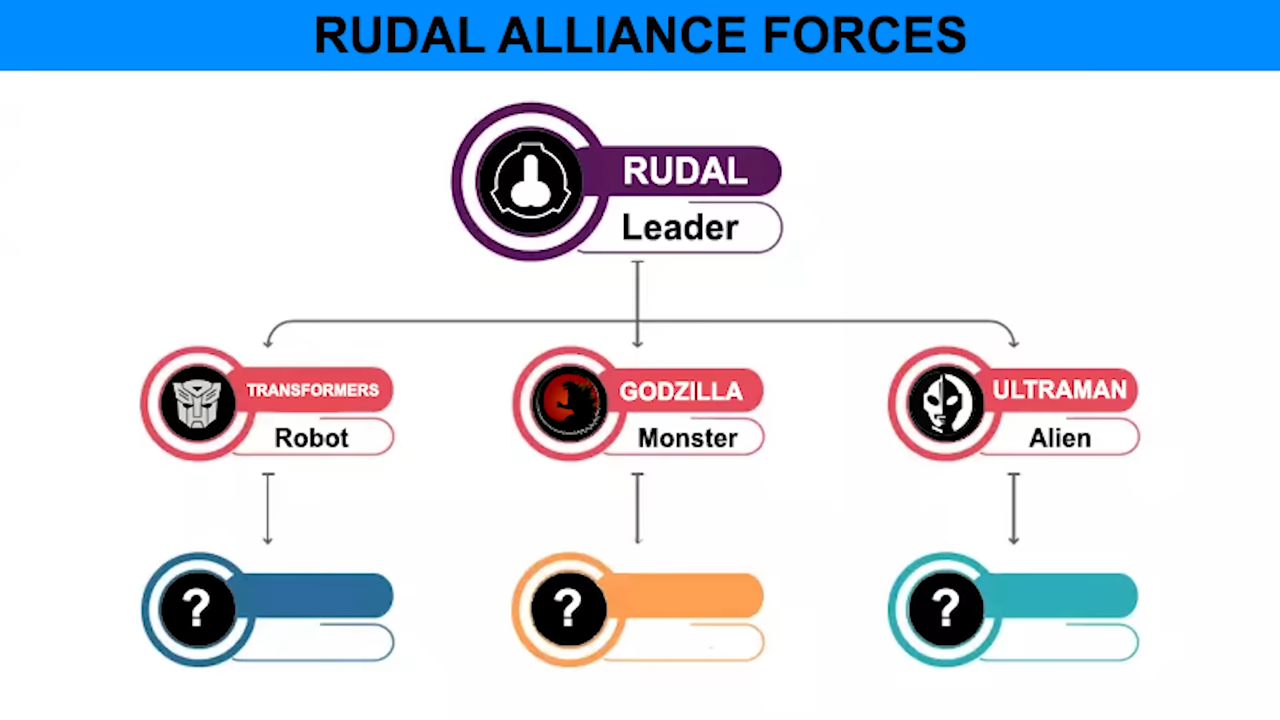 RUDAL ALLIANCE FORCES
RUDAL
Leader
TRANSFORMERS
Robot
GODZILLA
Monster
ULTRAMAN
Alien
?
?
?